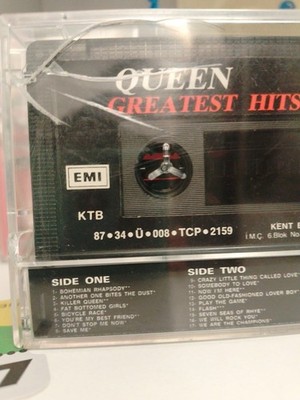 QUEEN
GREATEST HITS
EMI
KTB
87•34•Ü•008•TCP•2159
KENT
İ M.Ç. 6.Blok No
SIDE ONE
1- BOHEMIAN RHAPSODY
2- ANOTHER ONE BITES THE DUST
3- KILLER QUEEN
4- FAT BOTTOMED GIRLS
5- BICYCLE RACE
6- YOU'RE MY BEST FRIEND
7- DON'T STOP ME NOW
8- SAVE ME
SIDE TWO
9- CRAZY LITTLE THING CALLED LOVE
10- SOMEBODY TO LOVE
11- NOW I'M HERE
12- GOOD OLD-FASHIONED LOVER BOY
13- PLAY THE GAME
14- FLASH
15- SEVEN SEAS OF RHYE
16- WE WILL ROCK YOU
17- WE ARE THE CHAMPIONS